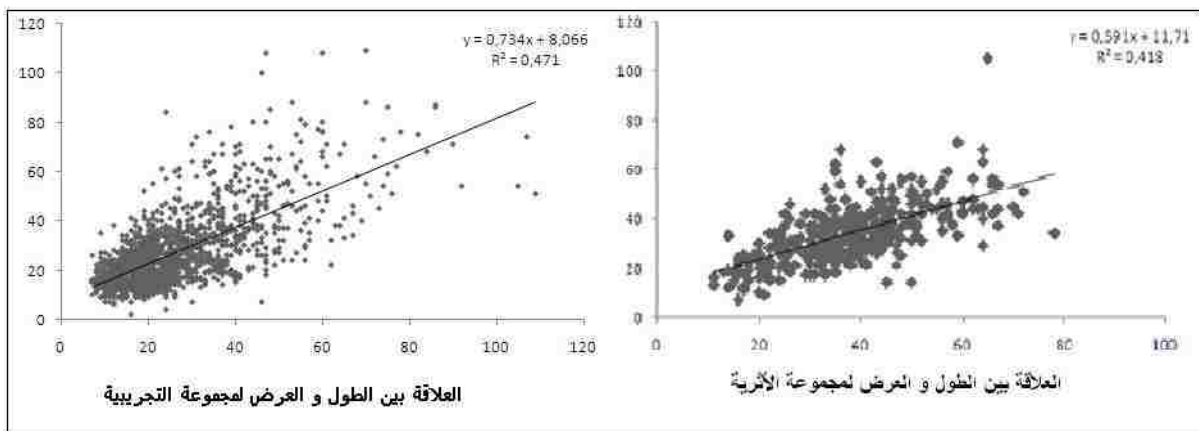 y = 0,734x + 8,066
R² = 0,471
120
100
80
60
40
20
0
0 20 40 60 80 100 120
العلاقة بين الطول و العرض لمجموعة التجريبية
y = 0,591x + 11,71
R² = 0,418
120
100
80
60
40
20
0
0 20 40 60 80 100
العلاقة بين الطول و العرض لمجموعة الأثرية